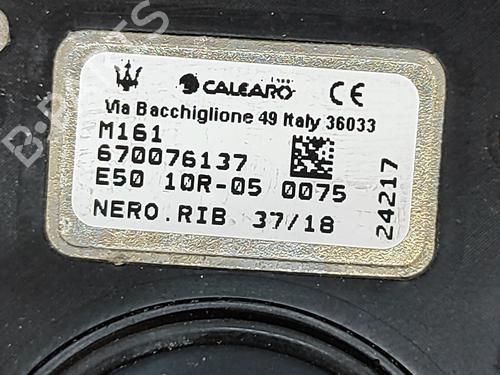 CALEARO CE
Via Bacchiglione 49 Italy 36033
M161
670076137
E50 10R-05 0075
NERO.RIB 37/18
24217